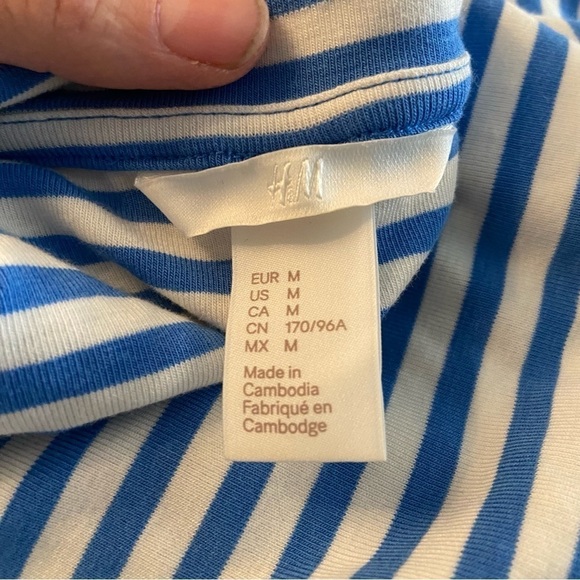 H&M
EUR M
US M
CA M
CN 170/96A
MX M
Made in
Cambodia
Fabriqué en
Cambodge